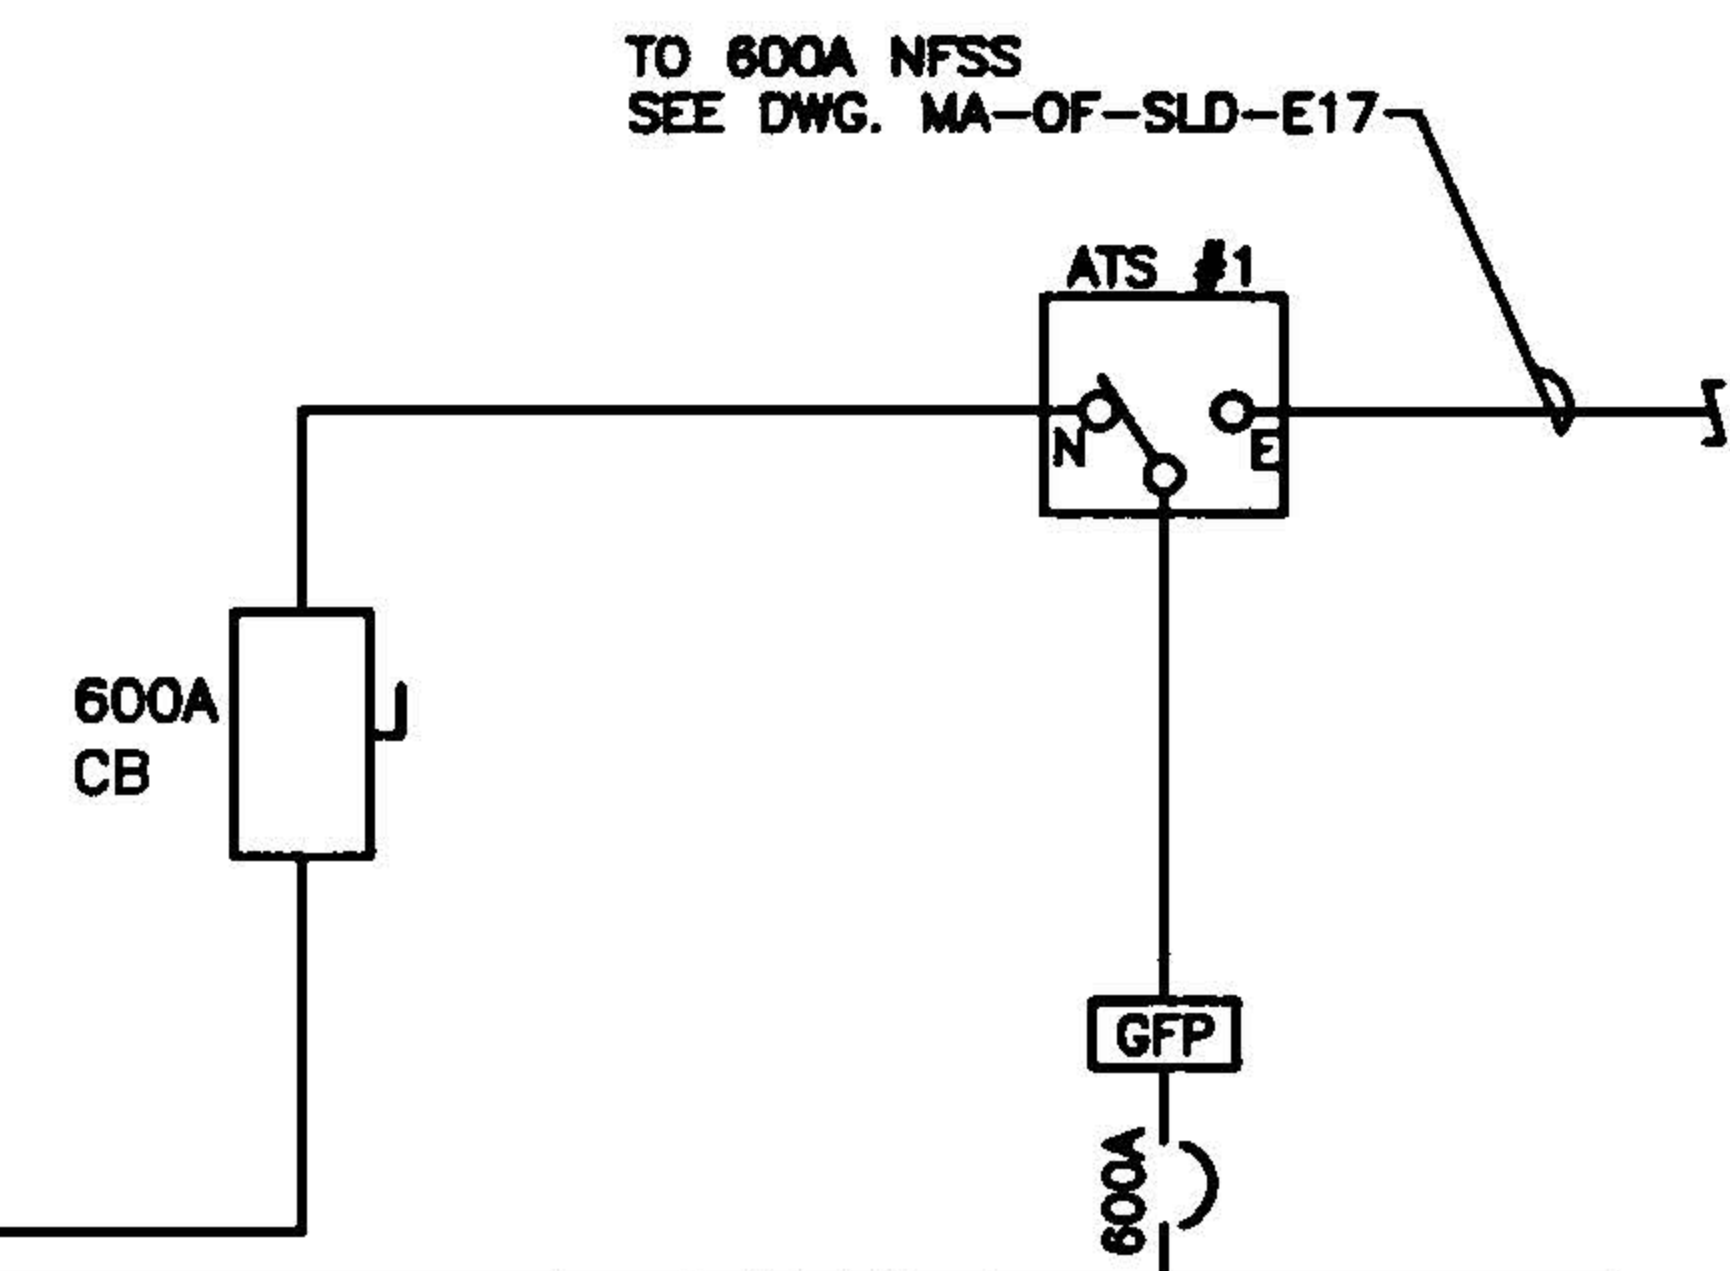 TO 600A NFSS
SEE DWG. MA-OF-SLD-E17
ATS #1
N
E
600A
CB
GFP
600A